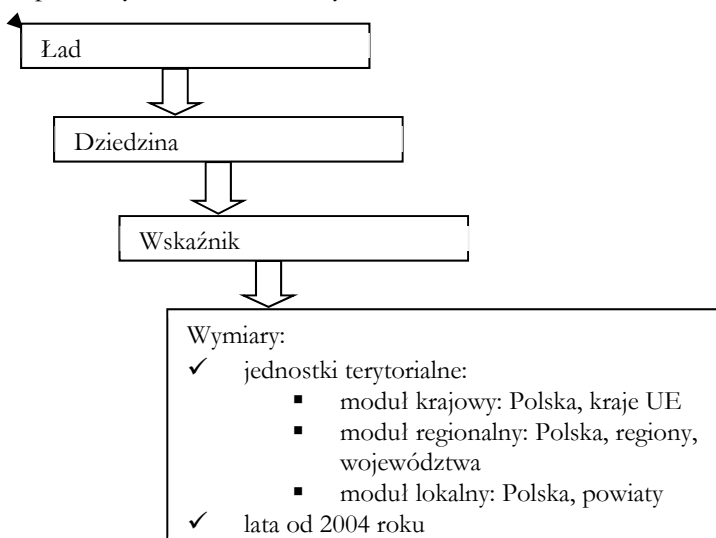 Ład
Dziedzina
Wskaźnik
Wymiary:
✓ jednostki terytorialne:
▪ moduł krajowy: Polska, kraje UE
▪ moduł regionalny: Polska, regiony,
województwa
▪ moduł lokalny: Polska, powiaty
✓ lata od 2004 roku